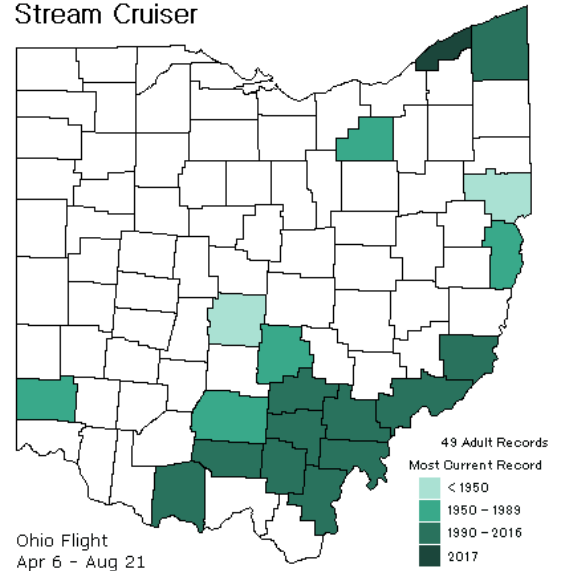 Stream Cruiser
49 Adult Records
Most Current Record
< 1950
1950 - 1989
1990 - 2016
2017
Ohio Flight
Apr 6 - Aug 21